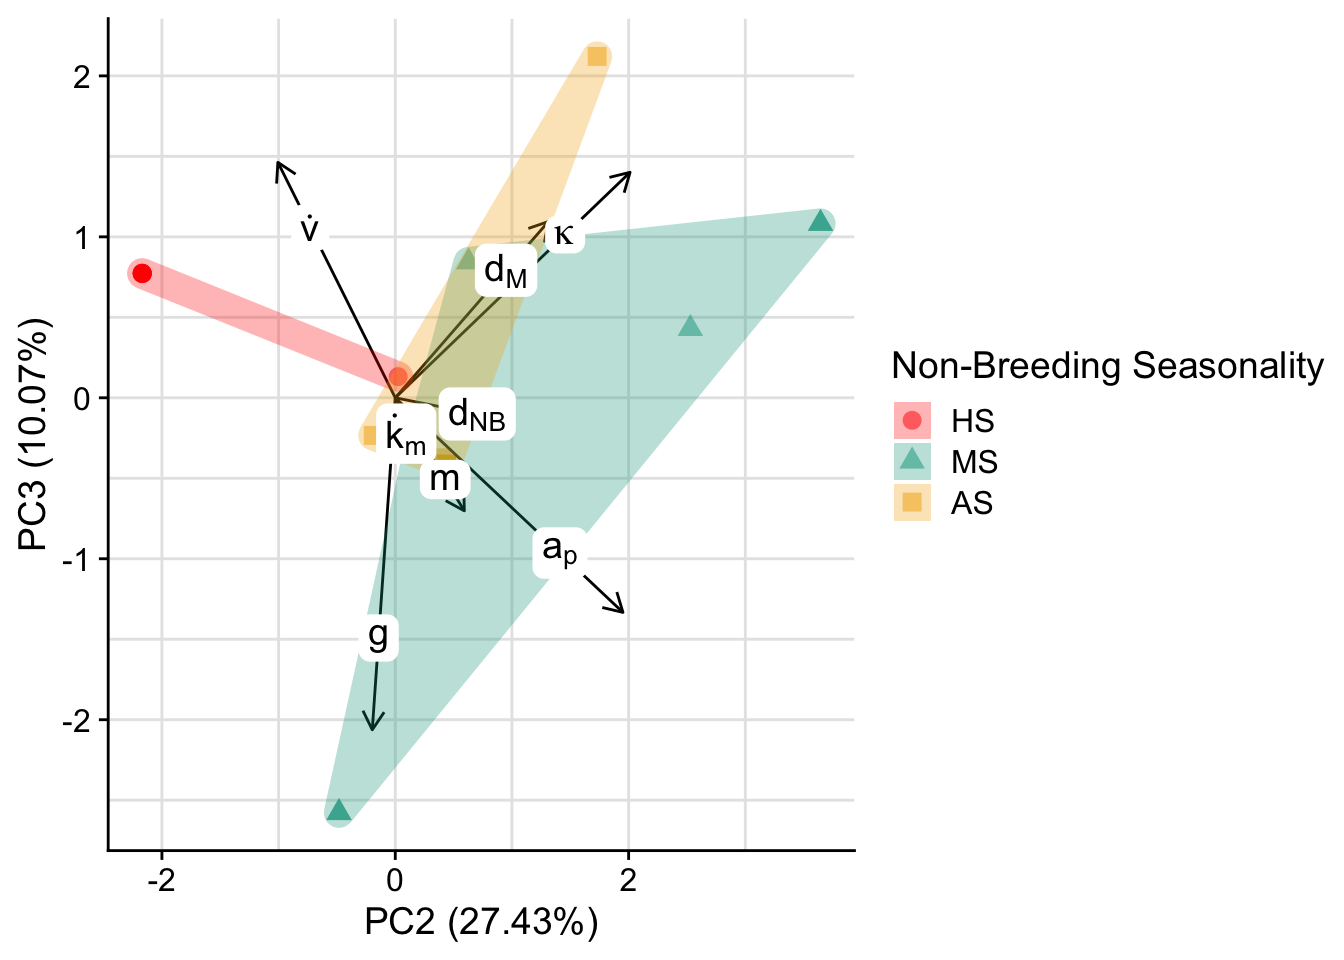 2
1
0
-1
-2
PC3 (10.07%)
v̇
κ
dM
dNB
k̇m
m
ap
g
-2
0
2
PC2 (27.43%)
Non-Breeding Seasonality
HS
MS
AS